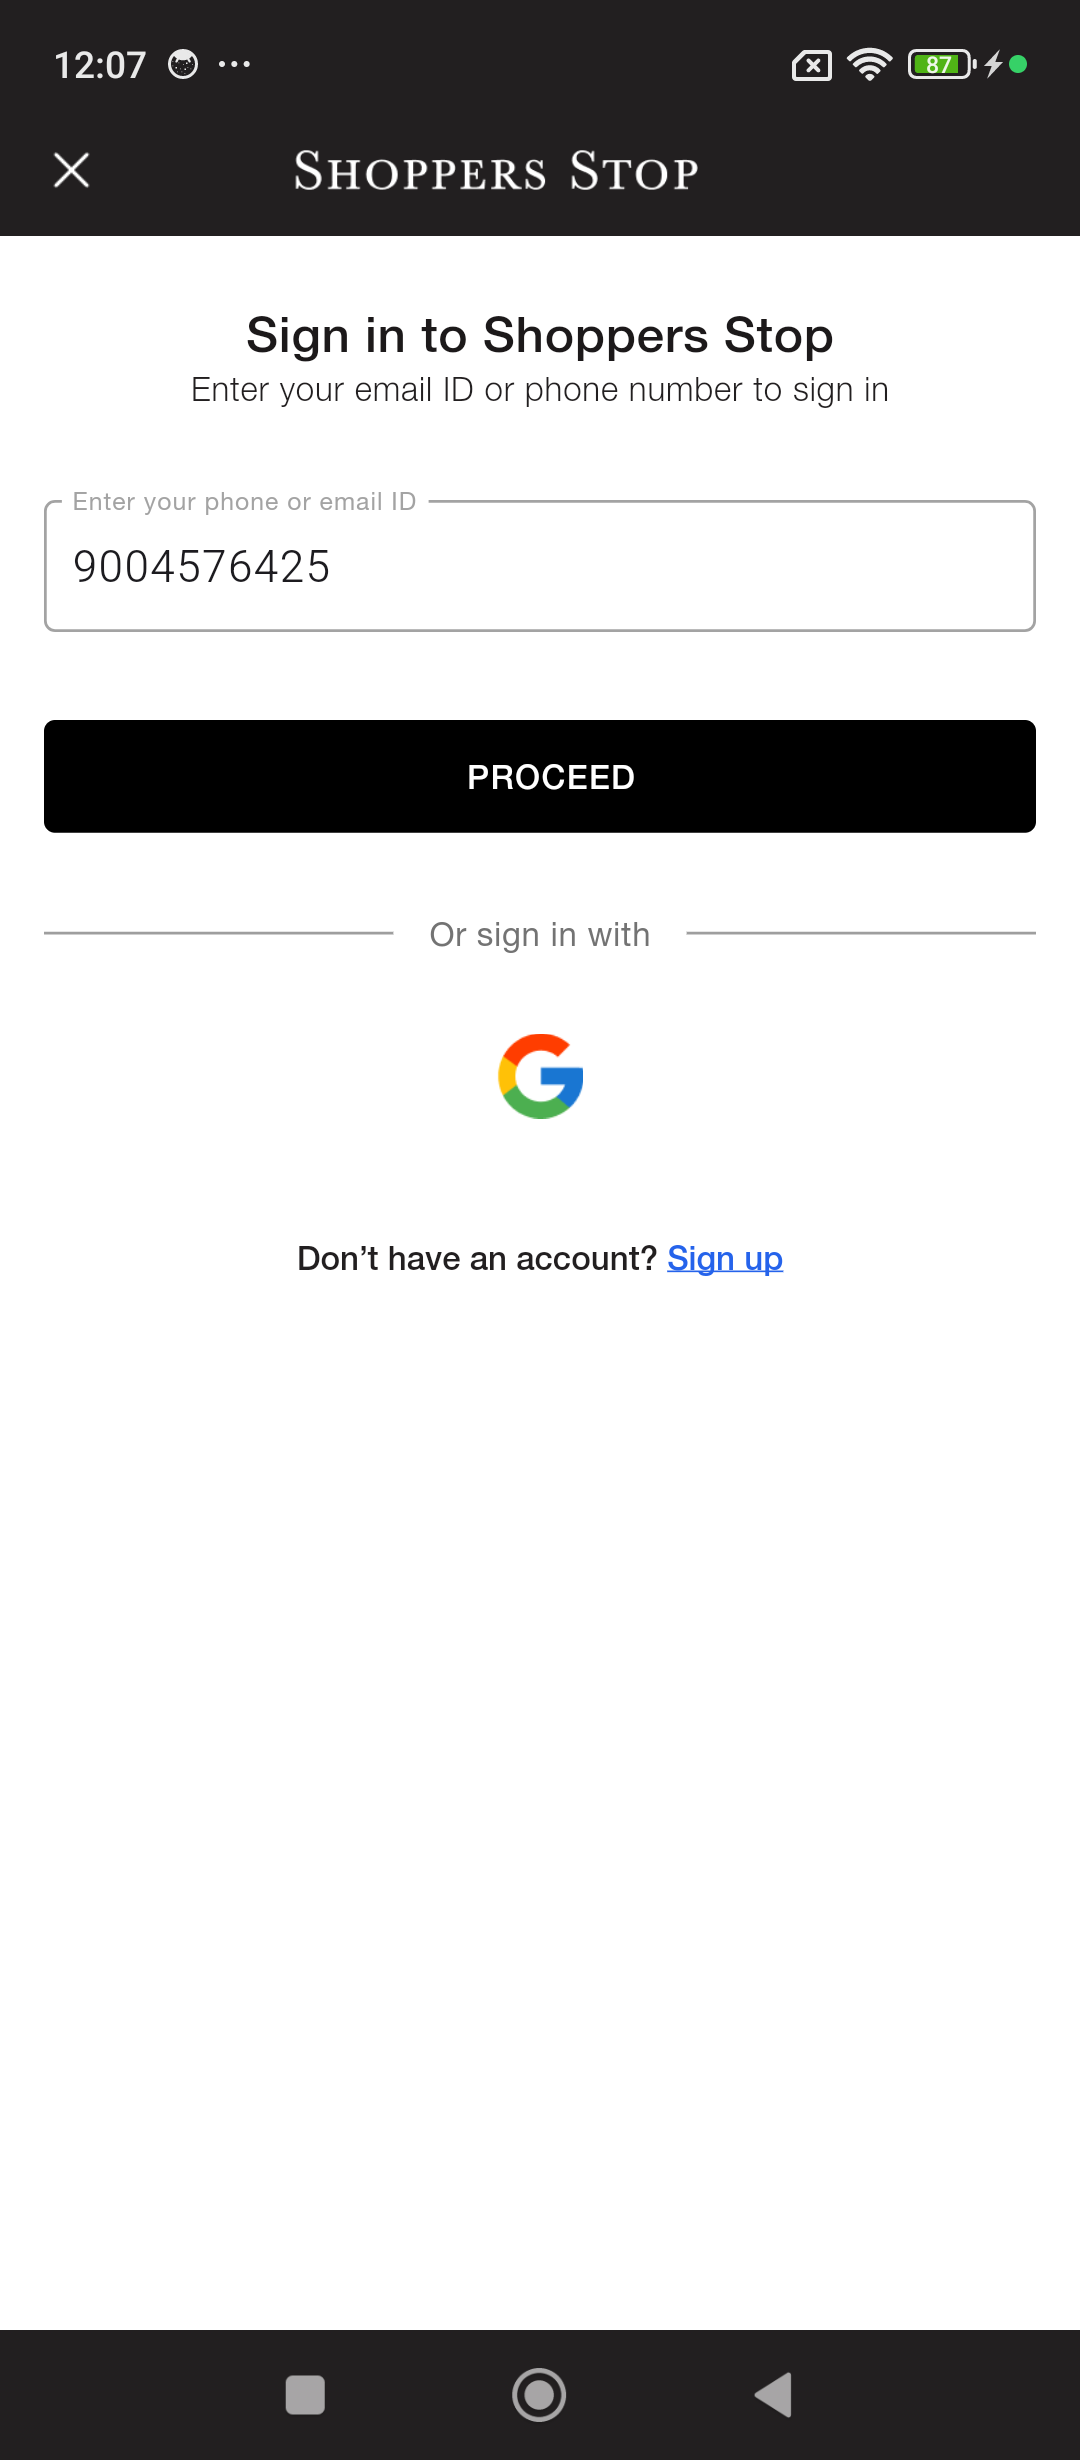 12:07
87
SHOPPERS STOP
Sign in to Shoppers Stop
Enter your email ID or phone number to sign in
Enter your phone or email ID
9004576425
PROCEED
Or sign in with
Don’t have an account? Sign up